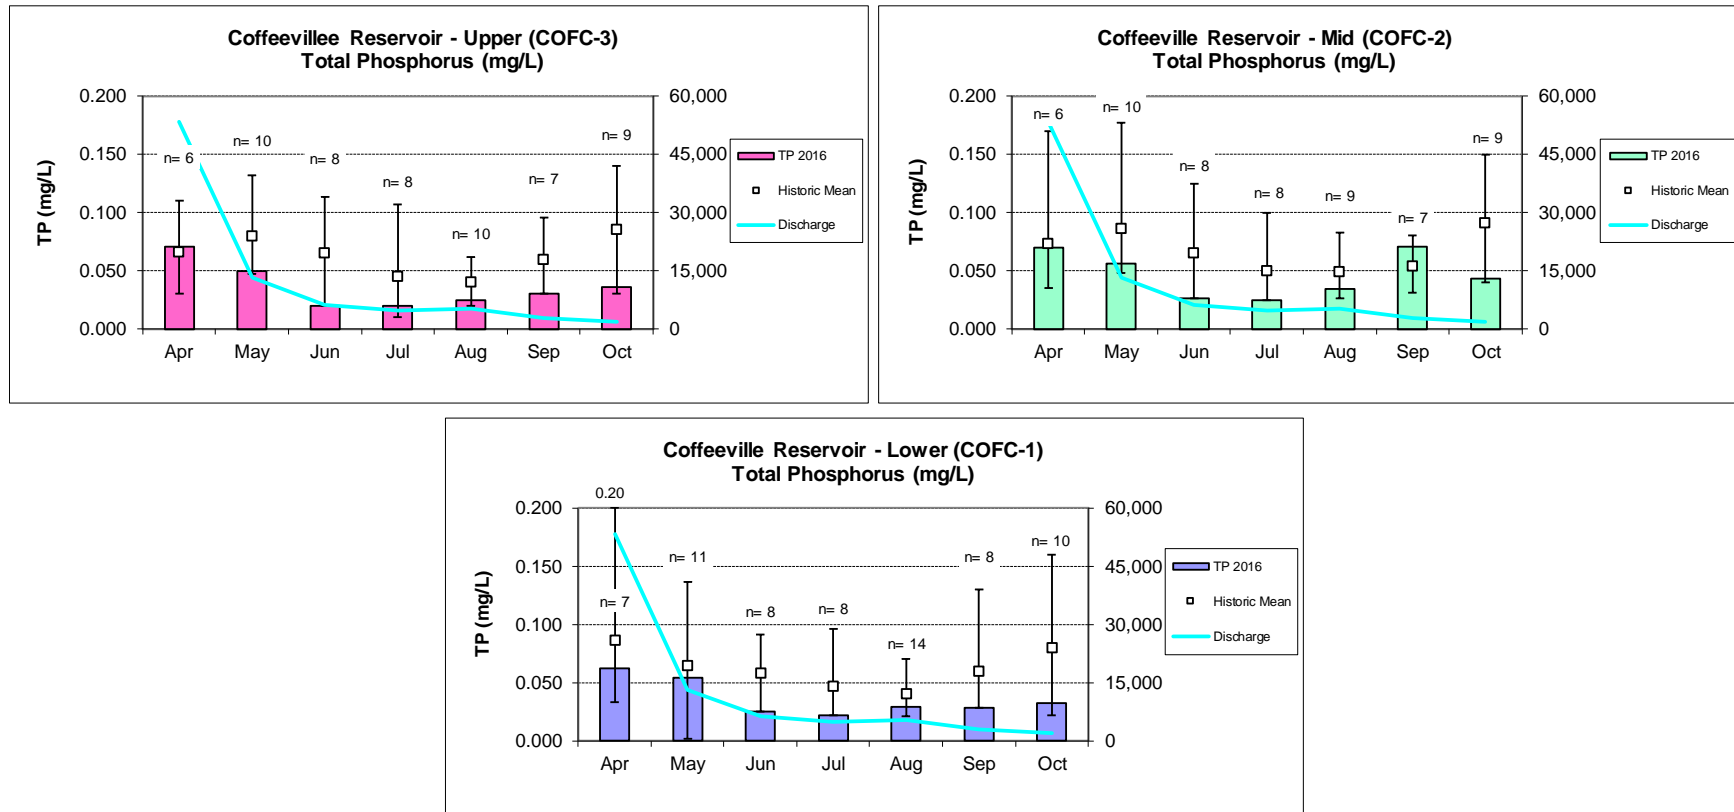 Coffeevillee Reservoir - Upper (COFC-3)
Total Phosphorus (mg/L)
TP (mg/L)
0.200
0.150
0.100
0.050
0.000
60,000
45,000
30,000
15,000
0
n= 6
n= 10
n= 8
n= 8
n= 10
n= 7
n= 9
Apr May Jun Jul Aug Sep Oct
TP 2016
Historic Mean
Discharge
Coffeeville Reservoir - Mid (COFC-2)
Total Phosphorus (mg/L)
TP (mg/L)
0.200
0.150
0.100
0.050
0.000
60,000
45,000
30,000
15,000
0
n= 6
n= 10
n= 8
n= 8
n= 9
n= 7
n= 9
Apr May Jun Jul Aug Sep Oct
TP 2016
Historic Mean
Discharge
Coffeeville Reservoir - Lower (COFC-1)
Total Phosphorus (mg/L)
TP (mg/L)
0.200
0.150
0.100
0.050
0.000
60,000
45,000
30,000
15,000
0
0.20
n= 7
n= 11
n= 8
n= 8
n= 14
n= 8
n= 10
Apr May Jun Jul Aug Sep Oct
TP 2016
Historic Mean
Discharge